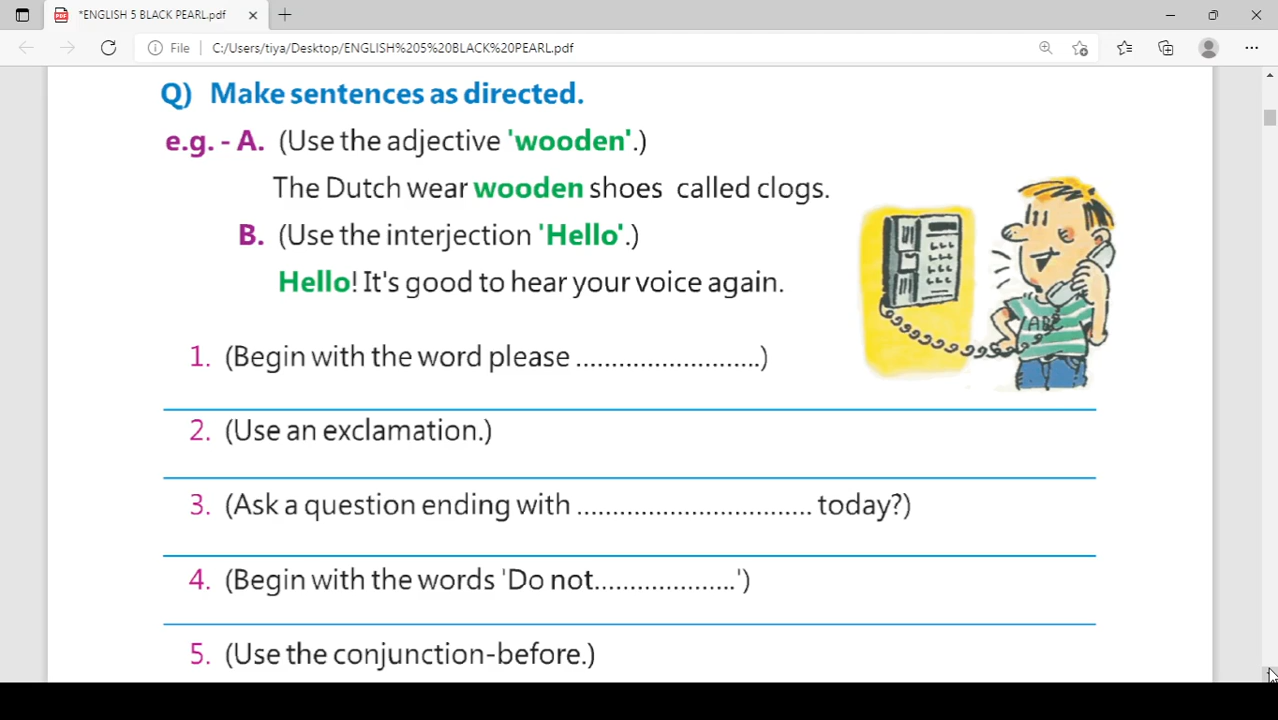 *ENGLISH 5 BLACK PEARL.pdf
File C:/Users/tiya/Desktop/ENGLISH%205%20BLACK%20PEARL.pdf
Q) Make sentences as directed.
e.g. - A. (Use the adjective 'wooden'.)
The Dutch wear wooden shoes called clogs.
B. (Use the interjection 'Hello'.)
Hello! It's good to hear your voice again.
ABC
1. (Begin with the word please ..........................)
2. (Use an exclamation.)
3. (Ask a question ending with ................................. today?)
4. (Begin with the words 'Do not....................')
5. (Use the conjunction-before.)